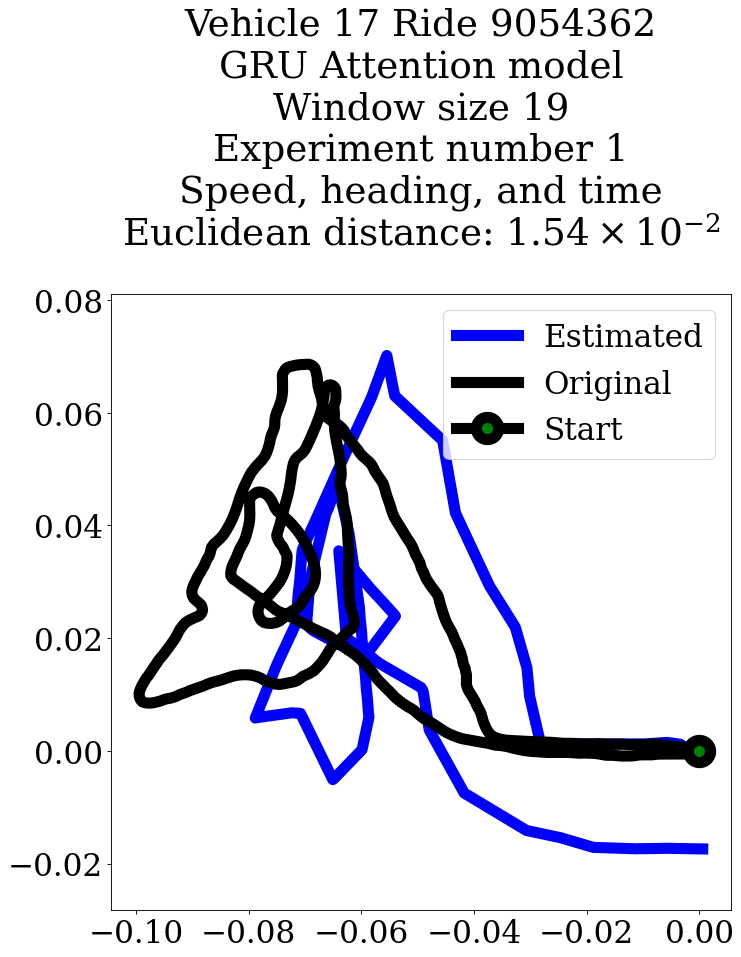 Vehicle 17 Ride 9054362
GRU Attention model
Window size 19
Experiment number 1
Speed, heading, and time
Euclidean distance: 1.54 × 10⁻²
0.08
0.06
0.04
0.02
0.00
−0.02
Estimated
Original
Start
−0.10 −0.08 −0.06 −0.04 −0.02 0.00